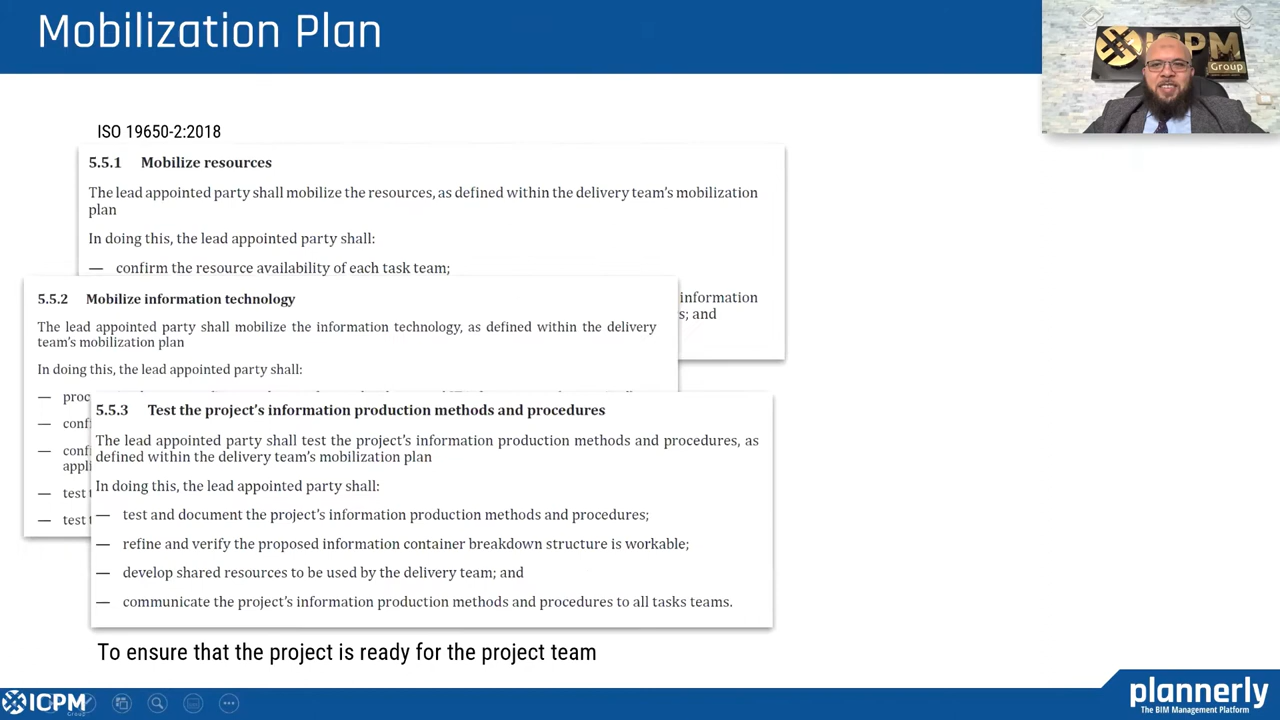 Mobilization Plan
ICPM
Group
ISO 19650-2:2018
5.5.1 Mobilize resources
The lead appointed party shall mobilize the resources, as defined within the delivery team's mobilization
plan
In doing this, the lead appointed party shall:
— confirm the resource availability of each task team;
information
s; and
5.5.2 Mobilize information technology
The lead appointed party shall mobilize the information technology, as defined within the delivery
team's mobilization plan
In doing this, the lead appointed party shall:
— proc
— conf
— conf
appli
— test t
— test t
5.5.3 Test the project's information production methods and procedures
The lead appointed party shall test the project's information production methods and procedures, as
defined within the delivery team's mobilization plan
In doing this, the lead appointed party shall:
— test and document the project's information production methods and procedures;
— refine and verify the proposed information container breakdown structure is workable;
— develop shared resources to be used by the delivery team; and
— communicate the project's information production methods and procedures to all tasks teams.
To ensure that the project is ready for the project team
ICPM
Group
plannerly
The BIM Management Platform